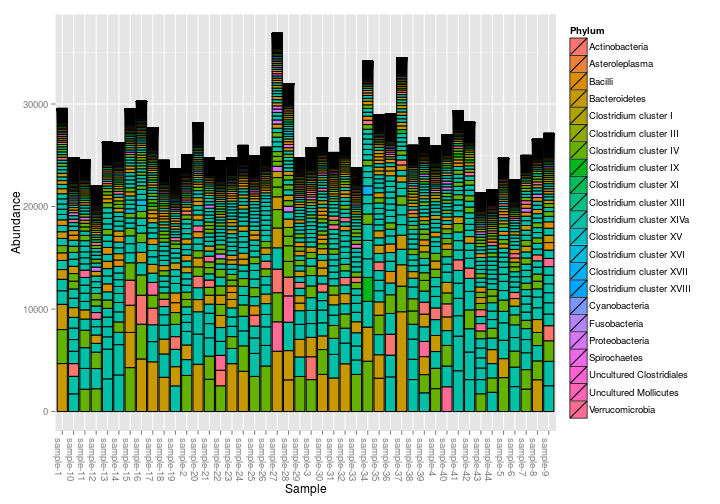 Phylum
Actinobacteria
Asteroleplasma
Bacilli
Bacteroidetes
Clostridium cluster I
Clostridium cluster III
Clostridium cluster IV
Clostridium cluster IX
Clostridium cluster XI
Clostridium cluster XIII
Clostridium cluster XIVa
Clostridium cluster XV
Clostridium cluster XVI
Clostridium cluster XVII
Clostridium cluster XVIII
Cyanobacteria
Fusobacteria
Proteobacteria
Spirochaetes
Uncultured Clostridiales
Uncultured Mollicutes
Verrucomicrobia
Abundance
30000
20000
10000
0
sample-1
sample-10
sample-11
sample-12
sample-13
sample-14
sample-15
sample-16
sample-17
sample-18
sample-19
sample-2
sample-20
sample-21
sample-22
sample-23
sample-24
sample-25
sample-26
sample-27
sample-28
sample-29
sample-3
sample-30
sample-31
sample-32
sample-33
sample-34
sample-35
sample-36
sample-37
sample-38
sample-39
sample-4
sample-40
sample-41
sample-42
sample-43
sample-44
sample-5
sample-6
sample-7
sample-8
sample-9
Sample